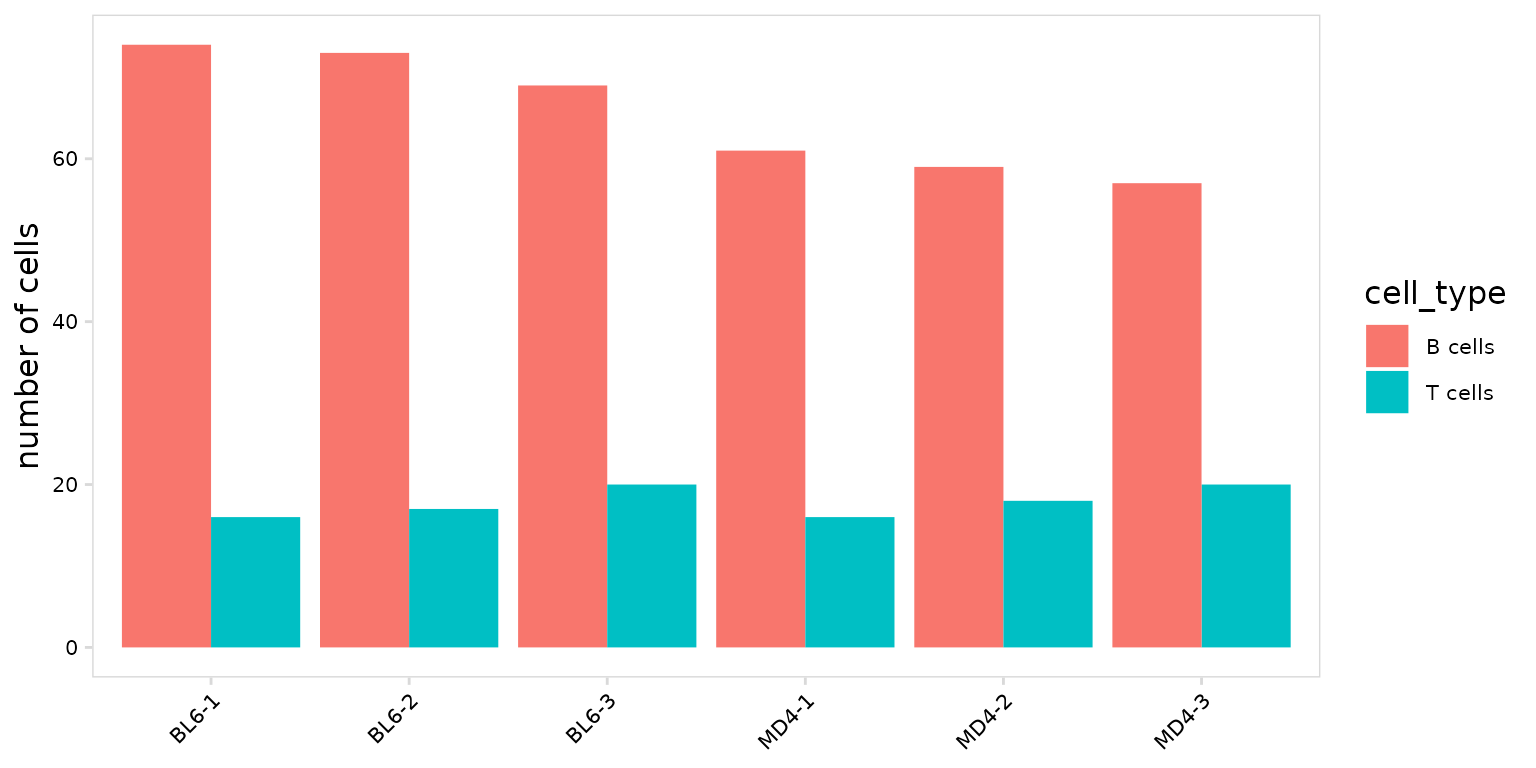 number of cells
60
40
20
0
BL6-1
BL6-2
BL6-3
MD4-1
MD4-2
MD4-3
cell_type
B cells
T cells